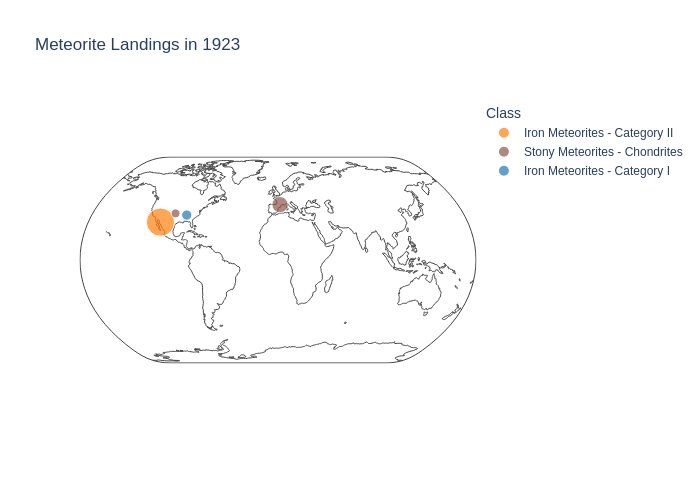 Meteorite Landings in 1923
Class
Iron Meteorites - Category II
Stony Meteorites - Chondrites
Iron Meteorites - Category I